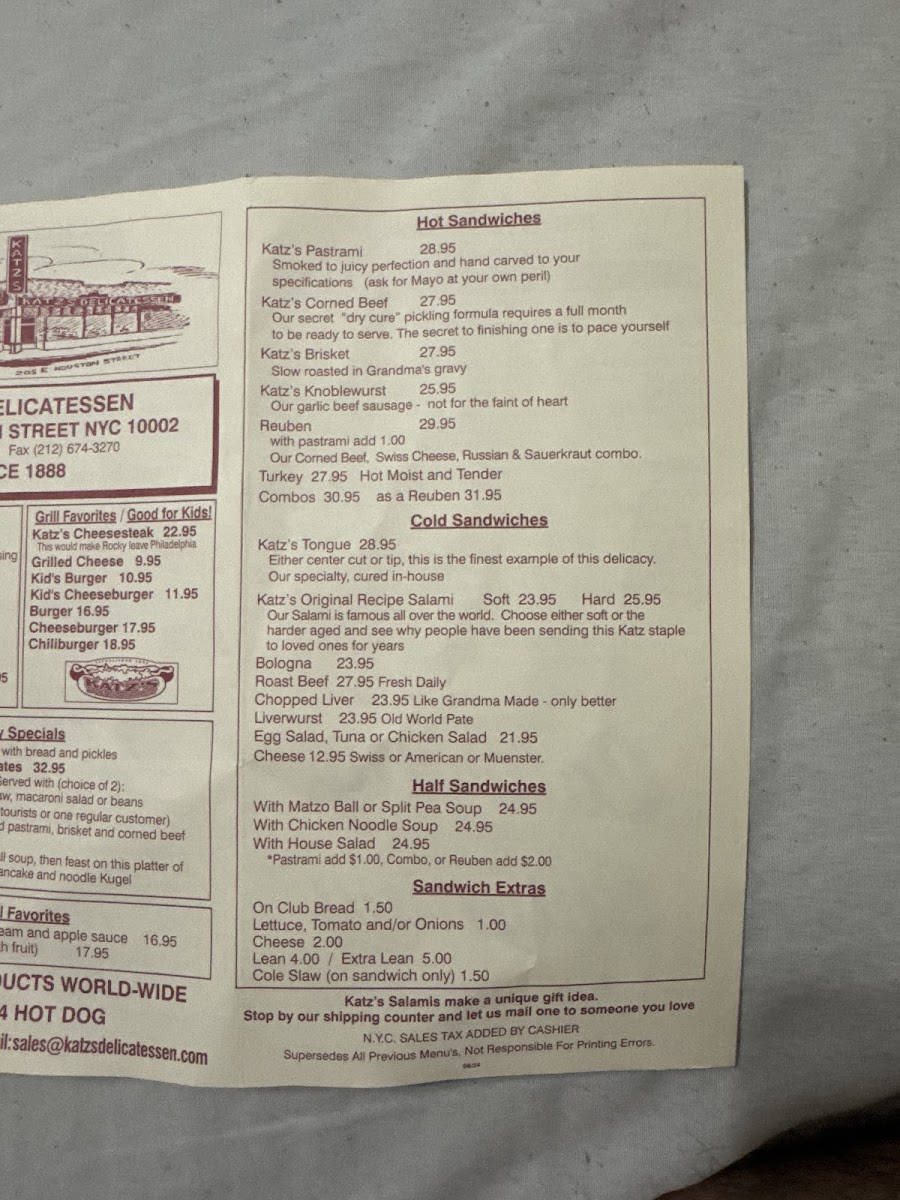 KATZ'S
KATZ'S DELICATESSEN
205 E HOUSTON STREET
ELICATESSEN
STREET NYC 10002
Fax (212) 674-3270
CE 1888
sing
95
Grill Favorites / Good for Kids!
Katz's Cheesesteak 22.95
This would make Rocky leave Philadelphia
Grilled Cheese 9.95
Kid's Burger 10.95
Kid's Cheeseburger 11.95
Burger 16.95
Cheeseburger 17.95
Chiliburger 18.95
KATZ'S
y Specials
with bread and pickles
ates 32.95
served with (choice of 2):
aw, macaroni salad or beans
tourists or one regular customer)
d pastrami, brisket and corned beef
ll soup, then feast on this platter of
ancake and noodle Kugel
l Favorites
eam and apple sauce 16.95
h fruit) 17.95
DUCTS WORLD-WIDE
4 HOT DOG
il:sales@katzsdelicatessen.com
Hot Sandwiches
Katz's Pastrami 28.95
Smoked to juicy perfection and hand carved to your
specifications (ask for Mayo at your own peril)
Katz's Corned Beef 27.95
Our secret "dry cure" pickling formula requires a full month
to be ready to serve. The secret to finishing one is to pace yourself
Katz's Brisket 27.95
Slow roasted in Grandma's gravy
Katz's Knoblewurst 25.95
Our garlic beef sausage - not for the faint of heart
Reuben 29.95
with pastrami add 1.00
Our Corned Beef, Swiss Cheese, Russian & Sauerkraut combo.
Turkey 27.95 Hot Moist and Tender
Combos 30.95 as a Reuben 31.95
Cold Sandwiches
Katz's Tongue 28.95
Either center cut or tip, this is the finest example of this delicacy.
Our specialty, cured in-house
Katz's Original Recipe Salami Soft 23.95 Hard 25.95
Our Salami is famous all over the world. Choose either soft or the
harder aged and see why people have been sending this Katz staple
to loved ones for years
Bologna 23.95
Roast Beef 27.95 Fresh Daily
Chopped Liver 23.95 Like Grandma Made - only better
Liverwurst 23.95 Old World Pate
Egg Salad, Tuna or Chicken Salad 21.95
Cheese 12.95 Swiss or American or Muenster.
Half Sandwiches
With Matzo Ball or Split Pea Soup 24.95
With Chicken Noodle Soup 24.95
With House Salad 24.95
*Pastrami add $1.00, Combo, or Reuben add $2.00
Sandwich Extras
On Club Bread 1.50
Lettuce, Tomato and/or Onions 1.00
Cheese 2.00
Lean 4.00 / Extra Lean 5.00
Cole Slaw (on sandwich only) 1.50
Katz's Salamis make a unique gift idea.
Stop by our shipping counter and let us mail one to someone you love
N.Y.C. SALES TAX ADDED BY CASHIER
Supersedes All Previous Menu's, Not Responsible For Printing Errors.